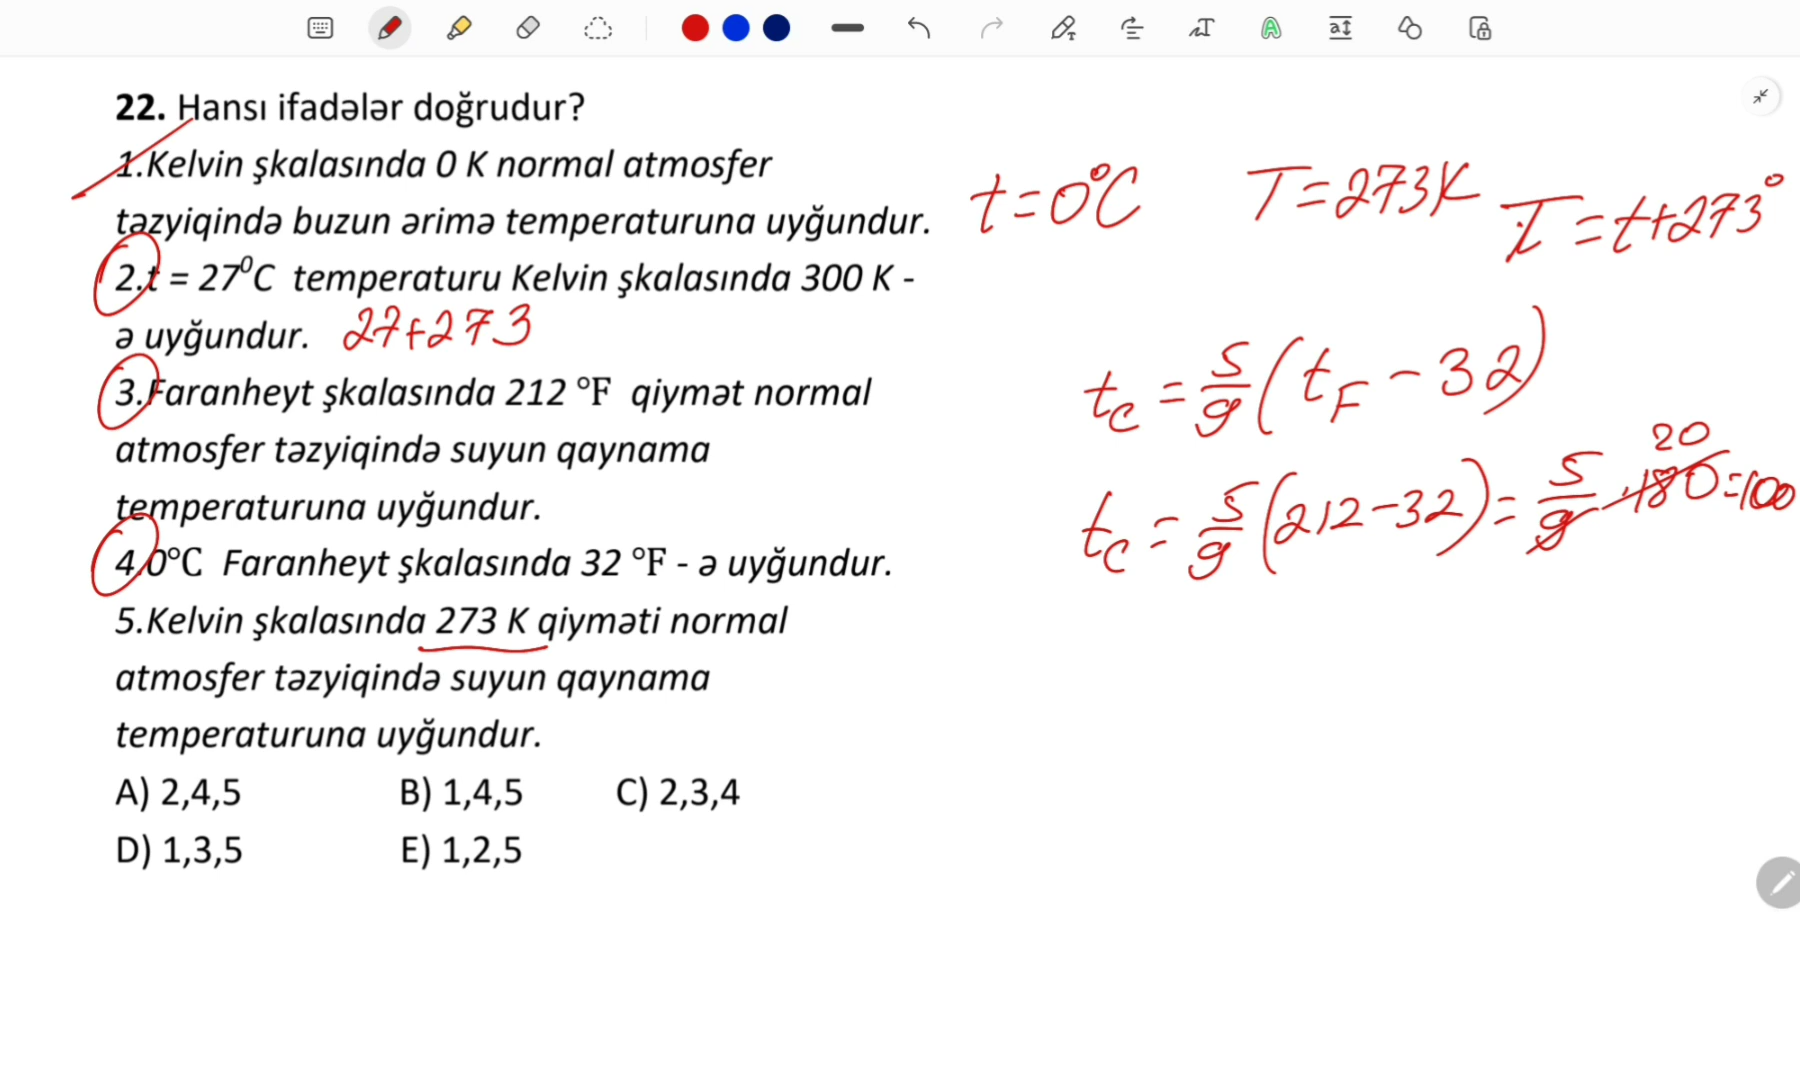 22. Hansı ifadələr doğrudur?
1.Kelvin şkalasında 0 K normal atmosfer
təzyiqində buzun ərimə temperaturuna uyğundur.
t=0°C T=273K T=t+273°
2.t = 27⁰C temperaturu Kelvin şkalasında 300 K -
ə uyğundur. 27+273
3.Faranheyt şkalasında 212 °F qiymət normal
tc = 5/9 (tF - 32)
atmosfer təzyiqində suyun qaynama
temperaturuna uyğundur.
20
tc = 5/9 (212-32) = 5/9 · 180 = 100
4.0°C Faranheyt şkalasında 32 °F - ə uyğundur.
5.Kelvin şkalasında 273 K qiyməti normal
atmosfer təzyiqində suyun qaynama
temperaturuna uyğundur.
A) 2,4,5 B) 1,4,5 C) 2,3,4
D) 1,3,5 E) 1,2,5